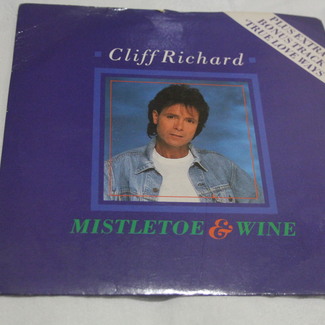 PLUS EXTRA
BONUS TRACK
'TRUE LOVE WAYS'
Cliff Richard
MISTLETOE & WINE